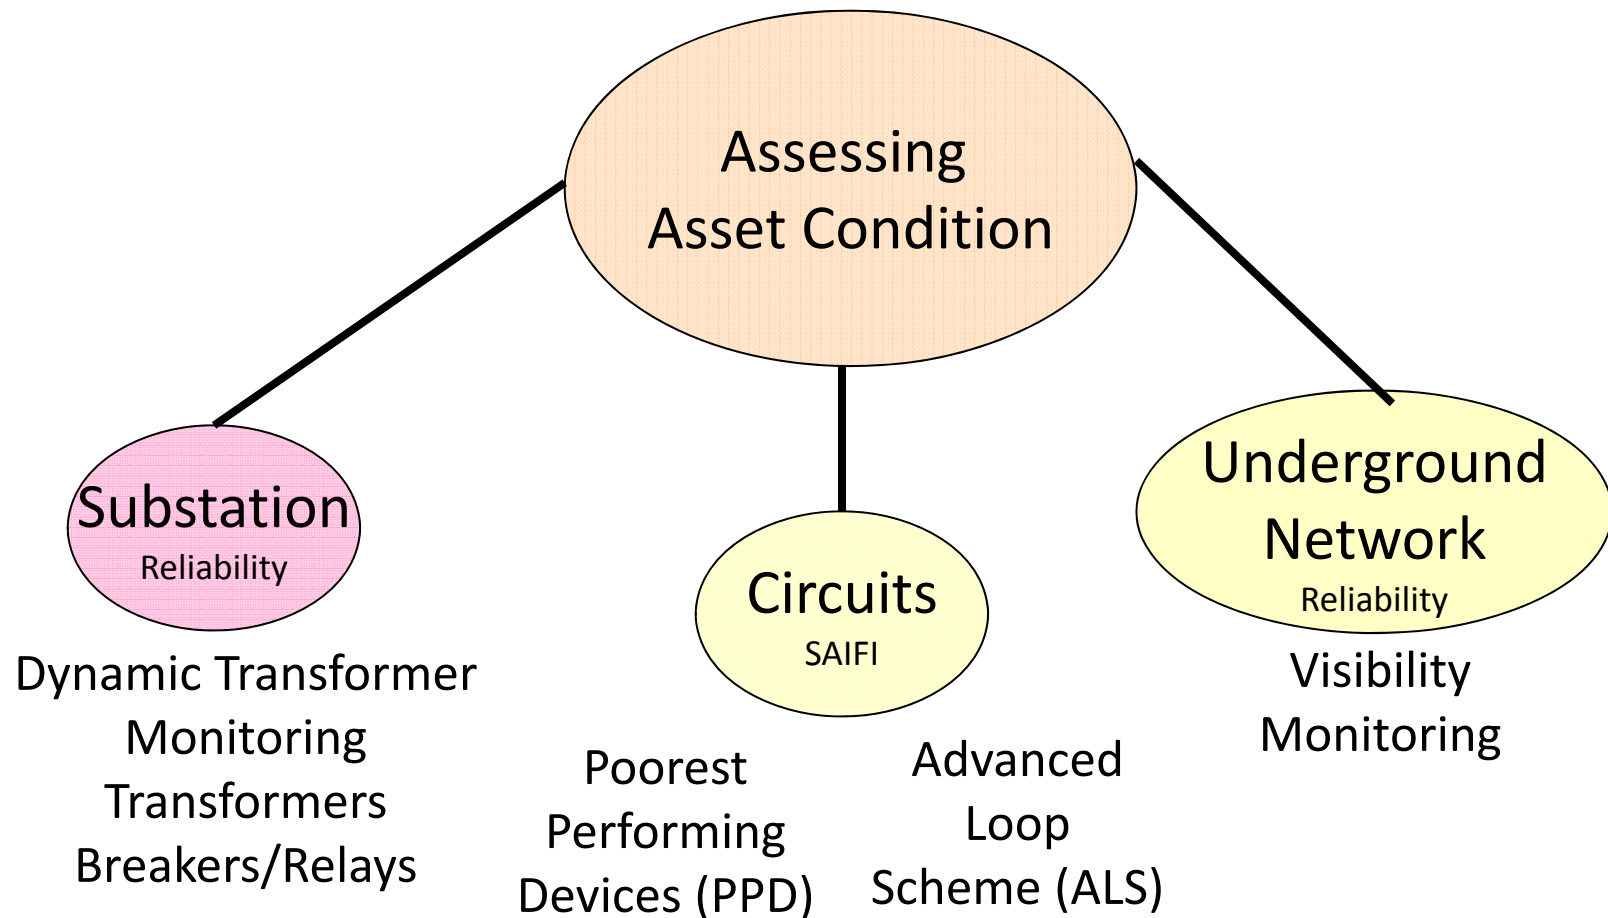 Assessing
Asset Condition
Substation
Reliability
Dynamic Transformer
Monitoring
Transformers
Breakers/Relays
Circuits
SAIFI
Poorest
Performing
Devices (PPD)
Advanced
Loop
Scheme (ALS)
Underground
Network
Reliability
Visibility
Monitoring